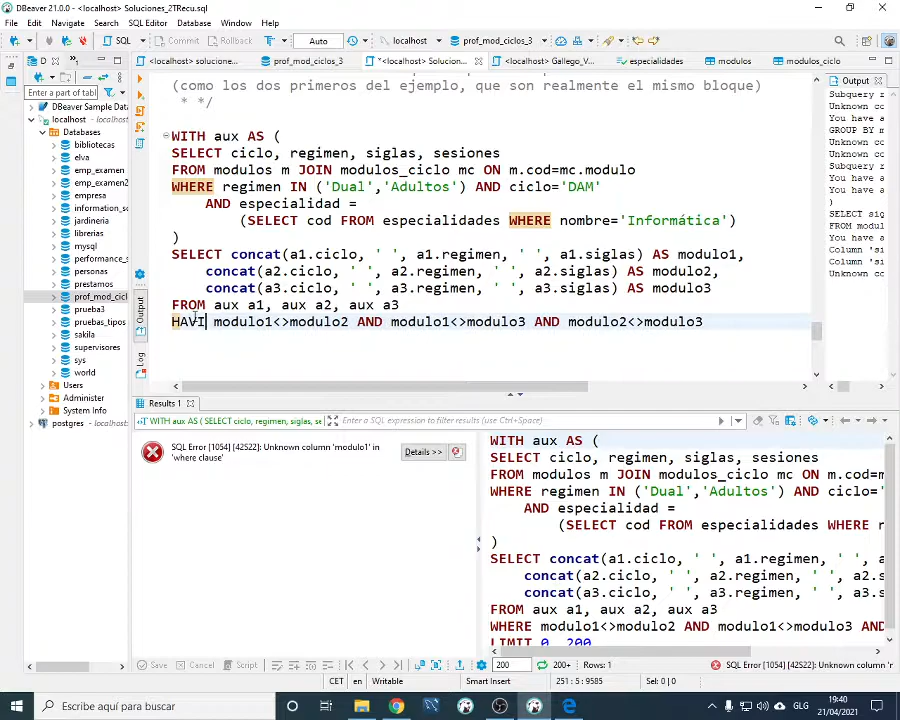 DBeaver 21.0.0 - <localhost> Soluciones_2TRecu.sql
File Edit Navigate Search SQL Editor Database Window Help
SQL Commit Rollback Auto localhost prof_mod_ciclos_3
D <localhost> solucione... prof_mod_ciclos_3 *<localhost> Solucion... <localhost> Gallego_V... especialidades modulos modulos_ciclo Output
Enter a part of tabl
DBeaver Sample Data
localhost
Databases
bibliotecas
elva
emp_examen
emp_examen2
empresa
information_sc
jardineria
librerias
mysql
performance_s
personas
prestamos
prof_mod_cicl
prueba3
pruebas_tipos
sakila
supervisores
sys
world
Users
Administer
System Info
postgres
Output
Log
(como los dos primeros del ejemplo, que son realmente el mismo bloque)
* */
WITH aux AS (
SELECT ciclo, regimen, siglas, sesiones
FROM modulos m JOIN modulos_ciclo mc ON m.cod=mc.modulo
WHERE regimen IN ('Dual','Adultos') AND ciclo='DAM'
AND especialidad =
(SELECT cod FROM especialidades WHERE nombre='Informática')
)
SELECT concat(a1.ciclo, ' ', a1.regimen, ' ', a1.siglas) AS modulo1,
concat(a2.ciclo, ' ', a2.regimen, ' ', a2.siglas) AS modulo2,
concat(a3.ciclo, ' ', a3.regimen, ' ', a3.siglas) AS modulo3
FROM aux a1, aux a2, aux a3
HAVI modulo1<>modulo2 AND modulo1<>modulo3 AND modulo2<>modulo3
Subquery r
Unknown cc
You have a
GROUP BY m
Unknown cc
Unknown cc
Subquery r
You have a
You have a
)
SELECT sig
FROM modul
You have a
Column 'si
Column 'si
Unknown cc
Results 1
WITH aux AS ( SELECT ciclo, regimen, siglas, se Enter a SQL expression to filter results (use Ctrl+Space)
SQL Error [1054] [42S22]: Unknown column 'modulo1' in
'where clause'
Details >>
WITH aux AS (
SELECT ciclo, regimen, siglas, sesiones
FROM modulos m JOIN modulos_ciclo mc ON m.cod=m
WHERE regimen IN ('Dual','Adultos') AND ciclo='
AND especialidad =
(SELECT cod FROM especialidades WHERE n
)
SELECT concat(a1.ciclo, ' ', a1.regimen, ' ', a
concat(a2.ciclo, ' ', a2.regimen, ' ', a2.s
concat(a3.ciclo, ' ', a3.regimen, ' ', a3.s
FROM aux a1, aux a2, aux a3
WHERE modulo1<>modulo2 AND modulo1<>modulo3 AND
LIMIT 0, 200
Save Cancel Script 200 200+ Rows: 1 SQL Error [1054] [42S22]: Unknown column 'r
CET en Writable Smart Insert 251 : 5 : 9585 Sel: 0 | 0
Escribe aquí para buscar
GLG
19:40
21/04/2021